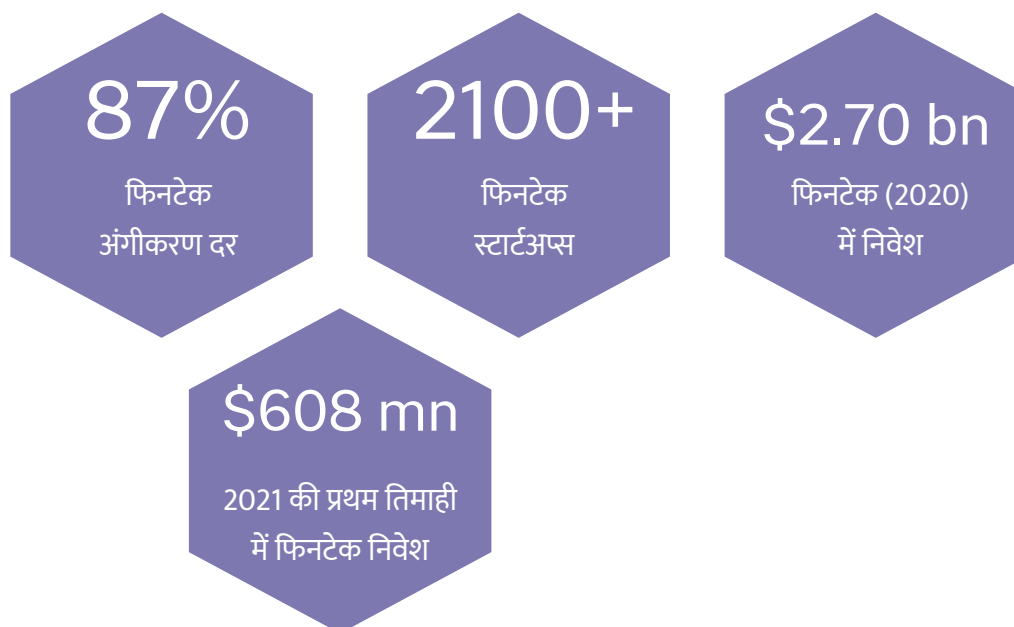 87%
फिनटेक
अंगीकरण दर
2100+
फिनटेक
स्टार्टअप्स
$2.70 bn
फिनटेक (2020)
में निवेश
$608 mn
2021 की प्रथम तिमाही
में फिनटेक निवेश